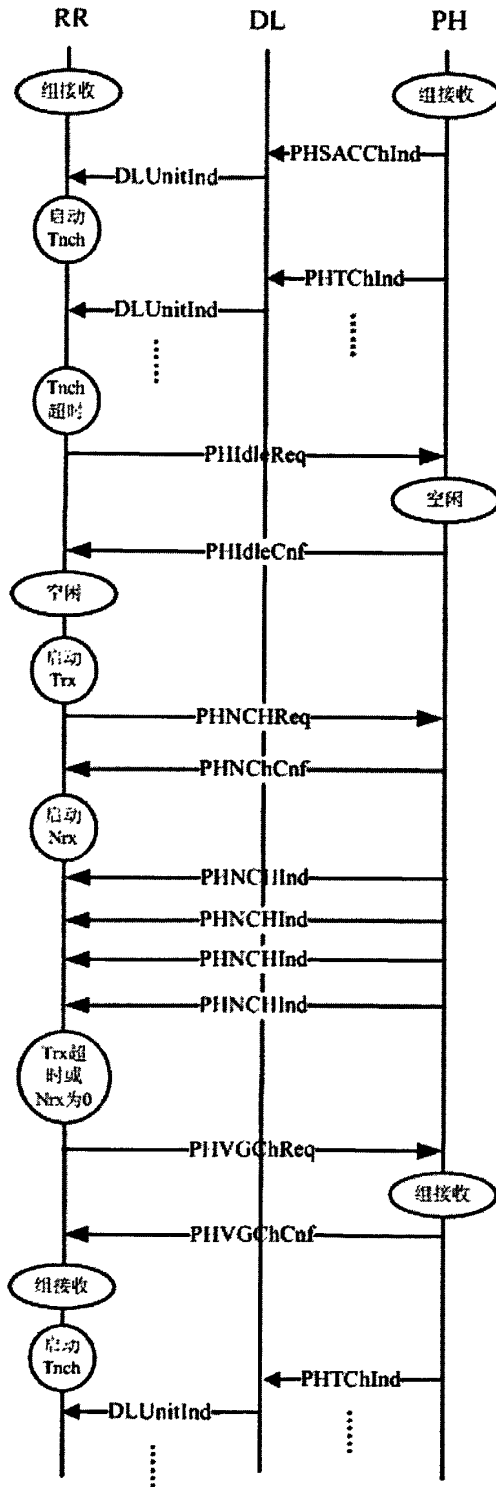 RR DL PH
组接收 组接收
PHSACChInd
DLUnitInd
启动
Tnch
PHTChInd
DLUnitInd
Tnch
超时
PHIdleReq
空闲
PHIdleCnf
空闲
启动
Trx
PHNCHReq
PHNChCnf
启动
Nrx
PHNCHInd
PHNCHInd
PHNCHInd
PHNCHInd
Trx超
时或
Nrx为0
PHVGChReq
组接收
PHVGChCnf
组接收
启动
Tnch
PHTChInd
DLUnitInd